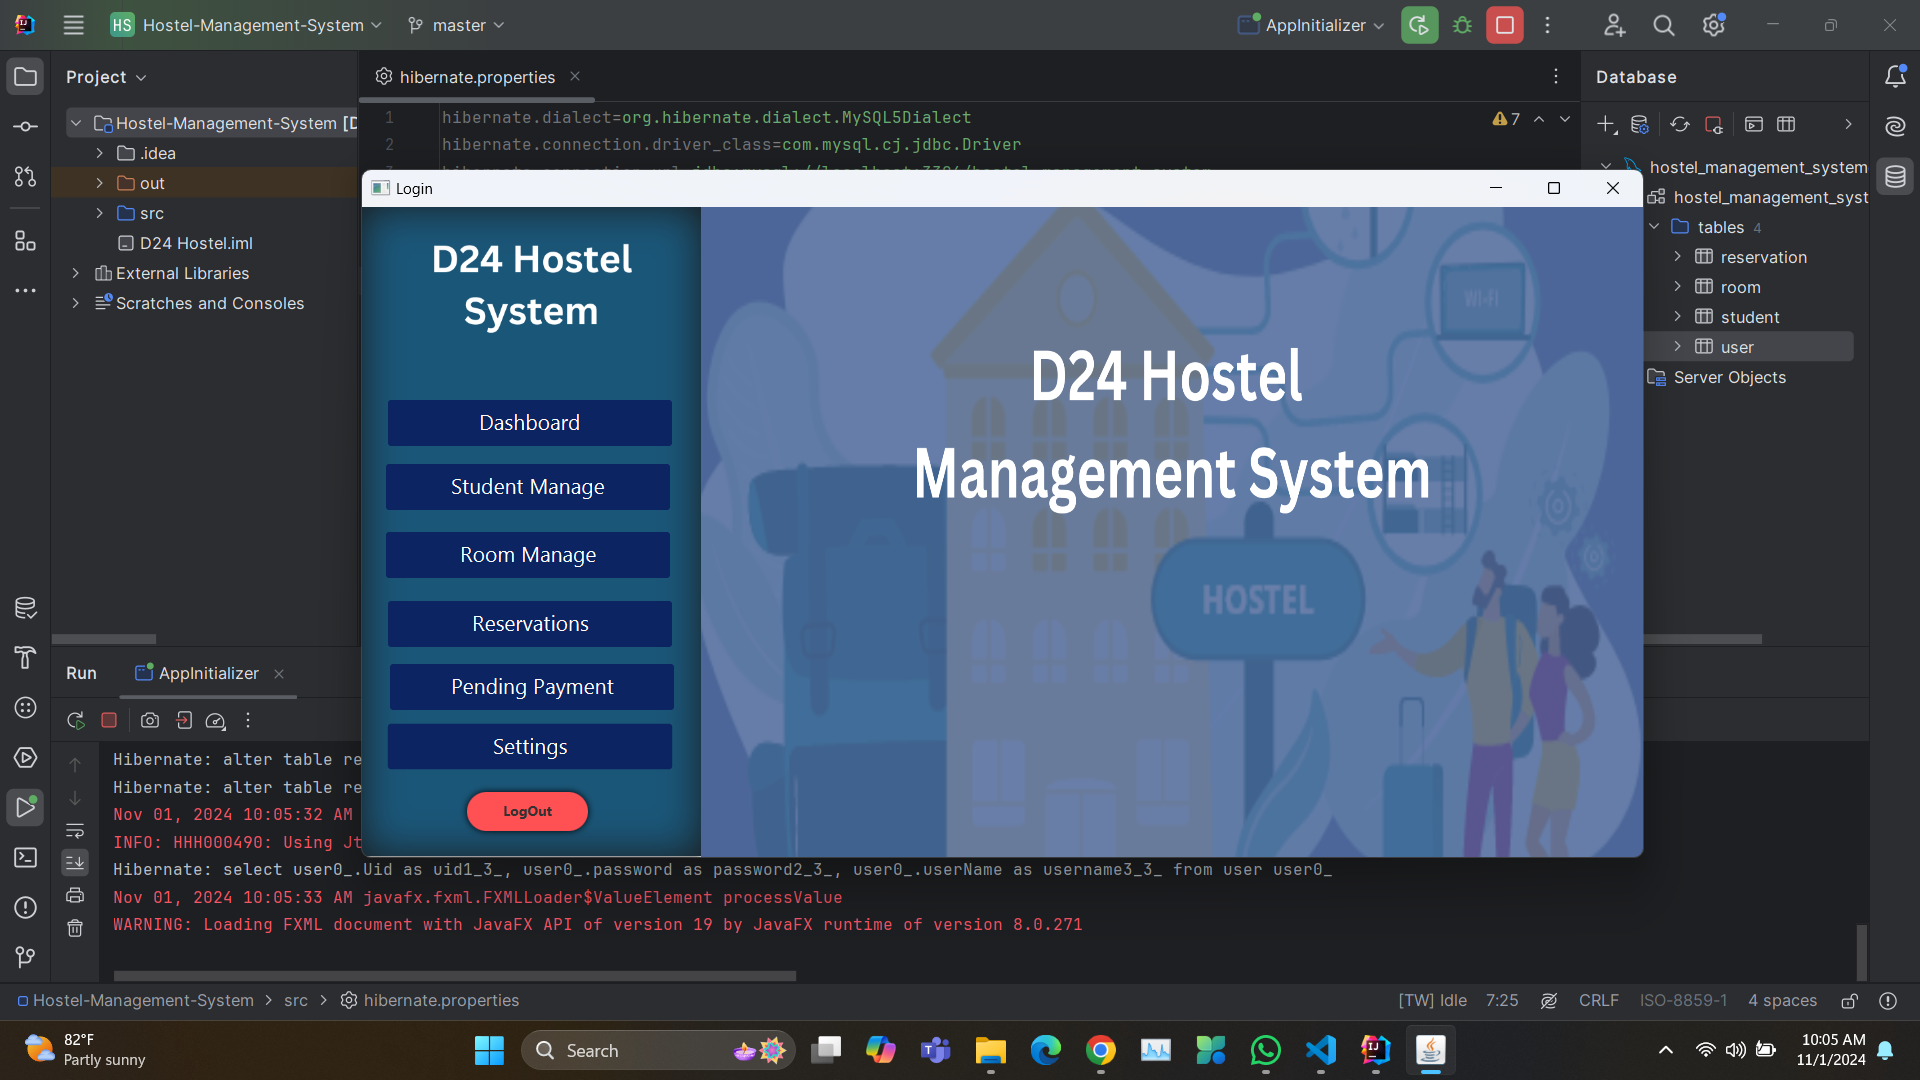 HS Hostel-Management-System master AppInitializer
Project
hibernate.properties
Database
Hostel-Management-System [D
.idea
out
src
D24 Hostel.iml
External Libraries
Scratches and Consoles
1 hibernate.dialect=org.hibernate.dialect.MySQL5Dialect
2 hibernate.connection.driver_class=com.mysql.cj.jdbc.Driver
7
hostel_management_system
hostel_management_syst
tables 4
reservation
room
student
user
Server Objects
Login
D24 Hostel
System
Dashboard
Student Manage
Room Manage
Reservations
Pending Payment
Settings
LogOut
D24 Hostel
Management System
WI-FI
HOSTEL
Run AppInitializer
Hibernate: alter table re
Hibernate: alter table re
Nov 01, 2024 10:05:32 AM
INFO: HHH000490: Using Jt
Hibernate: select user0_.Uid as uid1_3_, user0_.password as password2_3_, user0_.userName as username3_3_ from user user0_
Nov 01, 2024 10:05:33 AM javafx.fxml.FXMLLoader$ValueElement processValue
WARNING: Loading FXML document with JavaFX API of version 19 by JavaFX runtime of version 8.0.271
Hostel-Management-System > src > hibernate.properties
[TW] Idle 7:25 CRLF ISO-8859-1 4 spaces
82°F
Partly sunny
Search
10:05 AM
11/1/2024